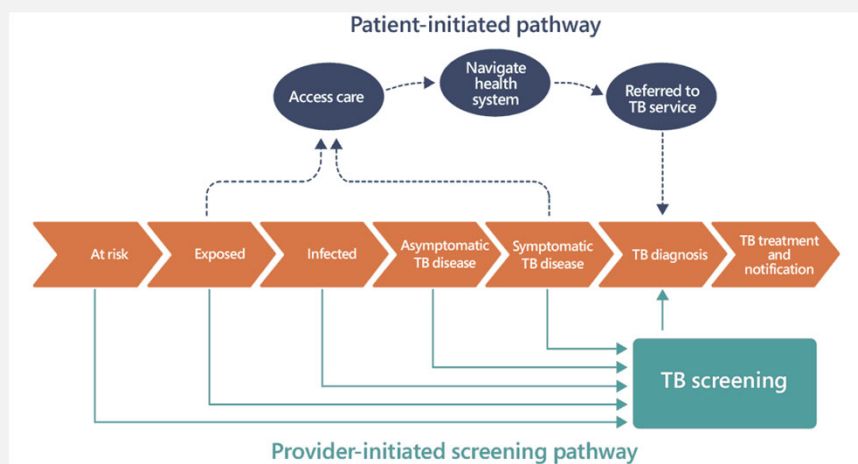 Patient-initiated pathway
Access care
Navigate
health
system
Referred to
TB service
At risk
Exposed
Infected
Asymptomatic
TB disease
Symptomatic
TB disease
TB diagnosis
TB treatment
and
notification
TB screening
Provider-initiated screening pathway